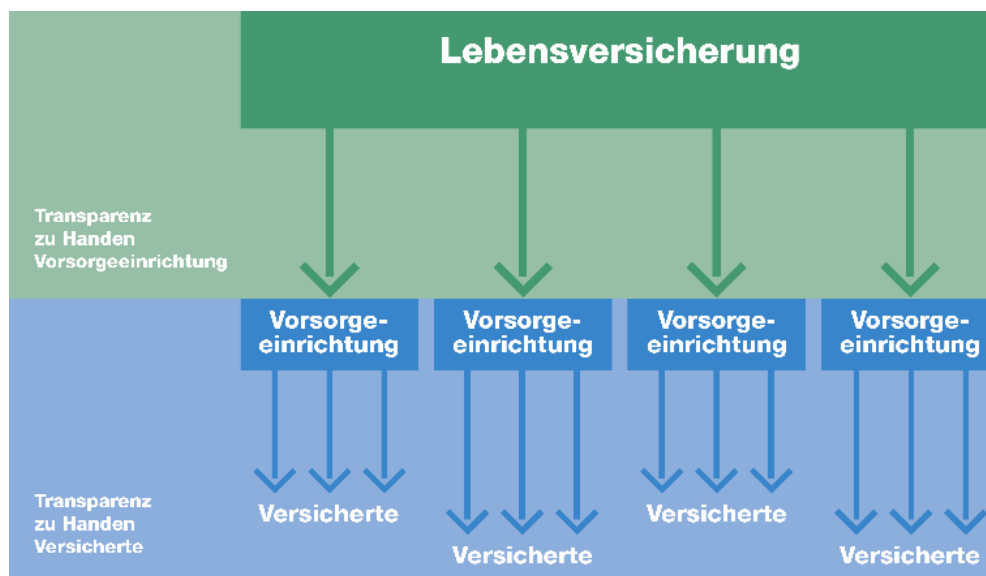 Lebensversicherung
Transparenz
zu Handen
Vorsorgeeinrichtung
Vorsorge-
einrichtung
Vorsorge-
einrichtung
Vorsorge-
einrichtung
Vorsorge-
einrichtung
Transparenz
zu Handen
Versicherte
Versicherte
Versicherte
Versicherte
Versicherte